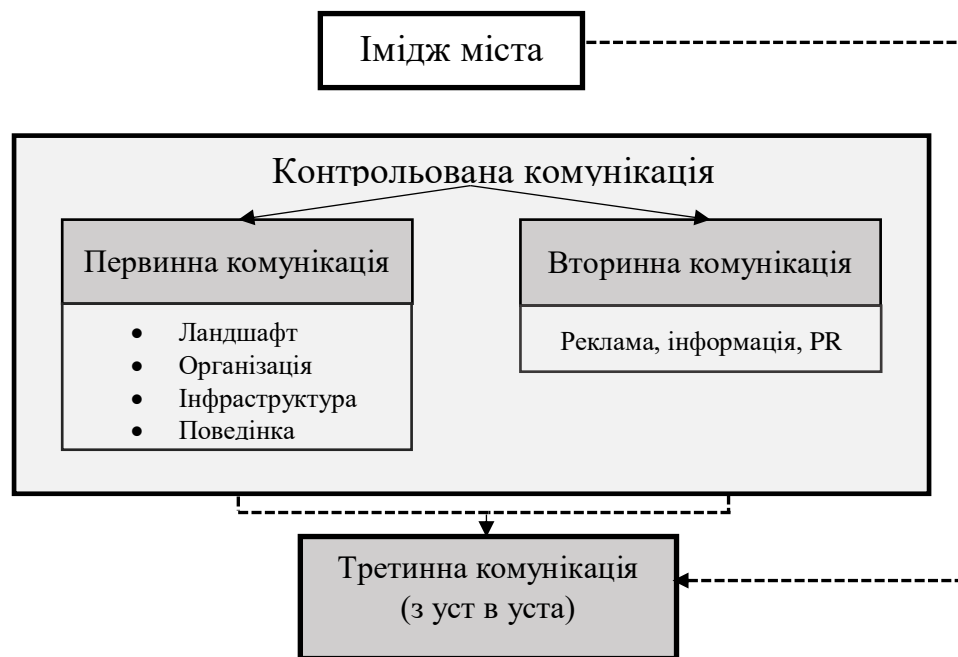 Імідж міста
Контрольована комунікація
Первинна комунікація
• Ландшафт
• Організація
• Інфраструктура
• Поведінка
Вторинна комунікація
Реклама, інформація, PR
Третинна комунікація
(з уст в уста)